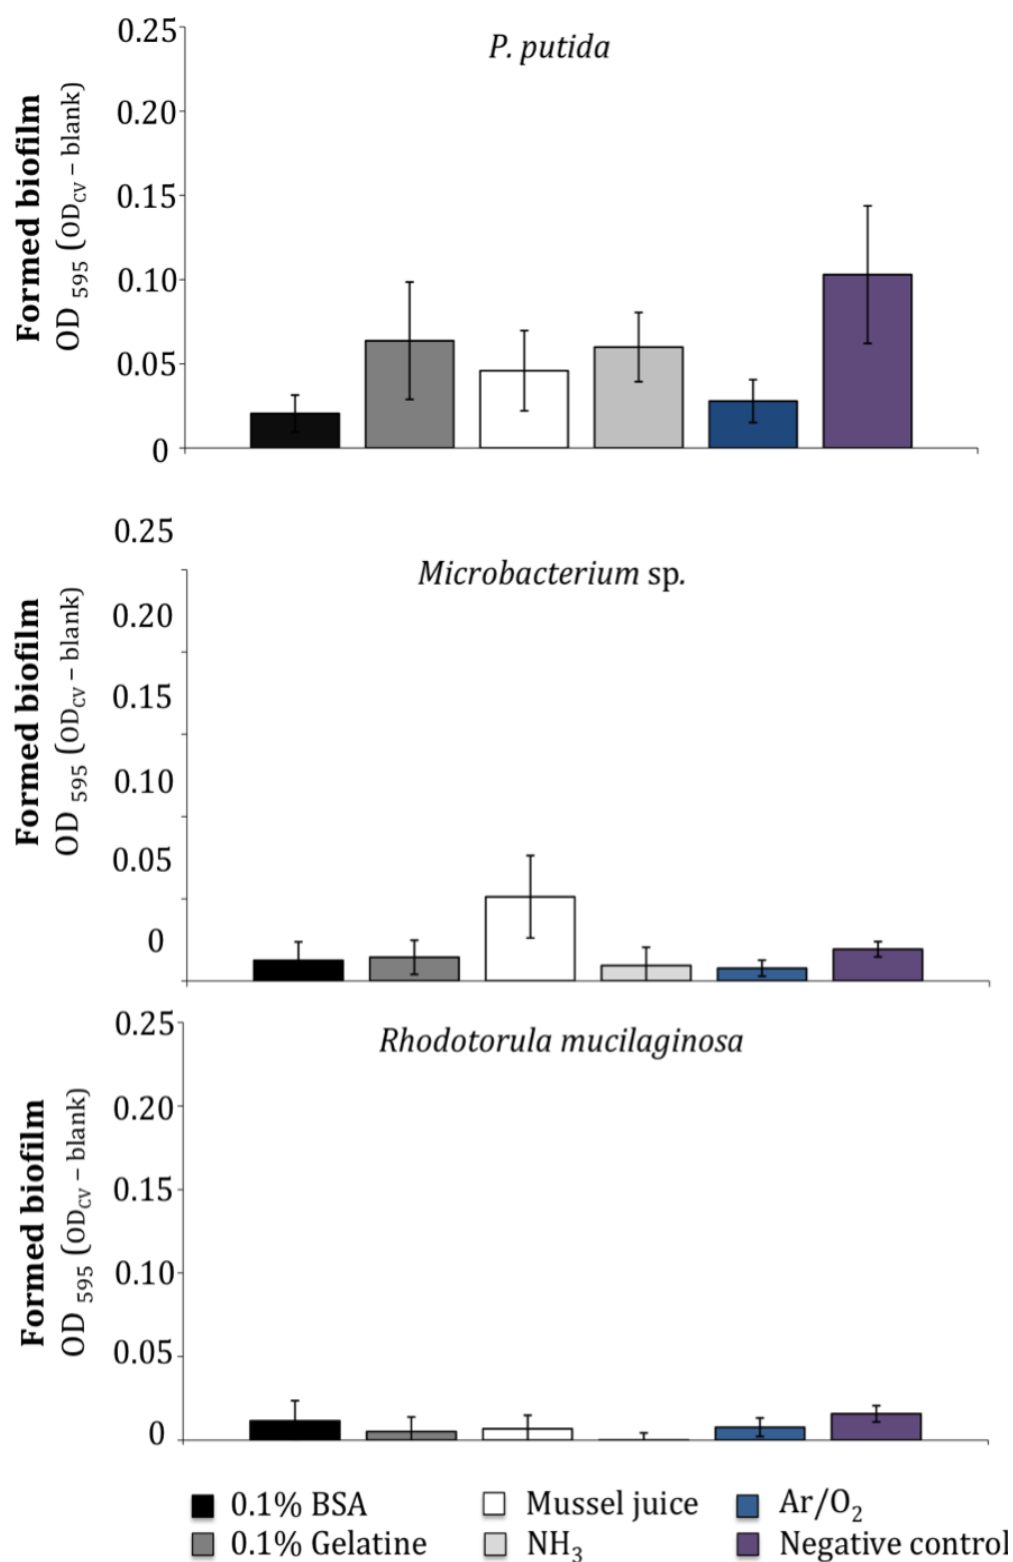 P. putida
Formed biofilm
OD 595 (OD_CV – blank)
0.25
0.20
0.15
0.10
0.05
0
Microbacterium sp.
Formed biofilm
OD 595 (OD_CV – blank)
0.25
0.20
0.15
0.10
0.05
0
Rhodotorula mucilaginosa
Formed biofilm
OD 595 (OD_CV – blank)
0.25
0.20
0.15
0.10
0.05
0
0.1% BSA
Mussel juice
Ar/O₂
0.1% Gelatine
NH₃
Negative control